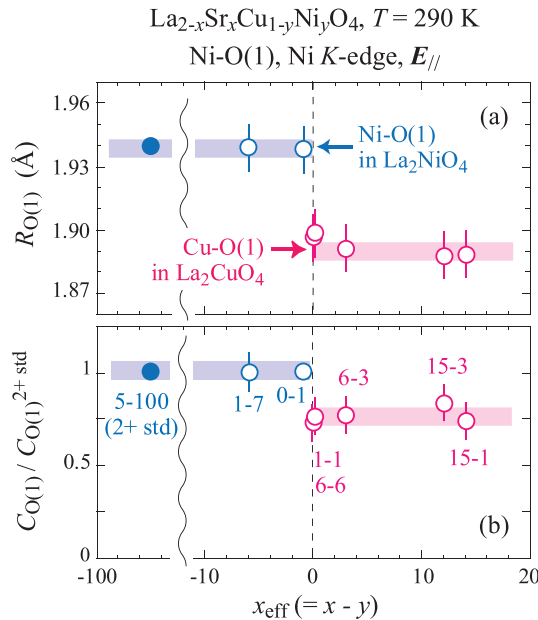 La2-xSrxCu1-yNiyO4, T = 290 K
Ni-O(1), Ni K-edge, E//
1.96
(a)
Ni-O(1)
in La2NiO4
1.93
RO(1) (Å)
1.90
Cu-O(1)
in La2CuO4
1.87
1
5-100
(2+ std)
1-7
0-1
6-3
15-3
CO(1) / CO(1)2+ std
0.5
1-1
6-6
15-1
(b)
0
-100
-10
0
10
20
xeff (= x - y)